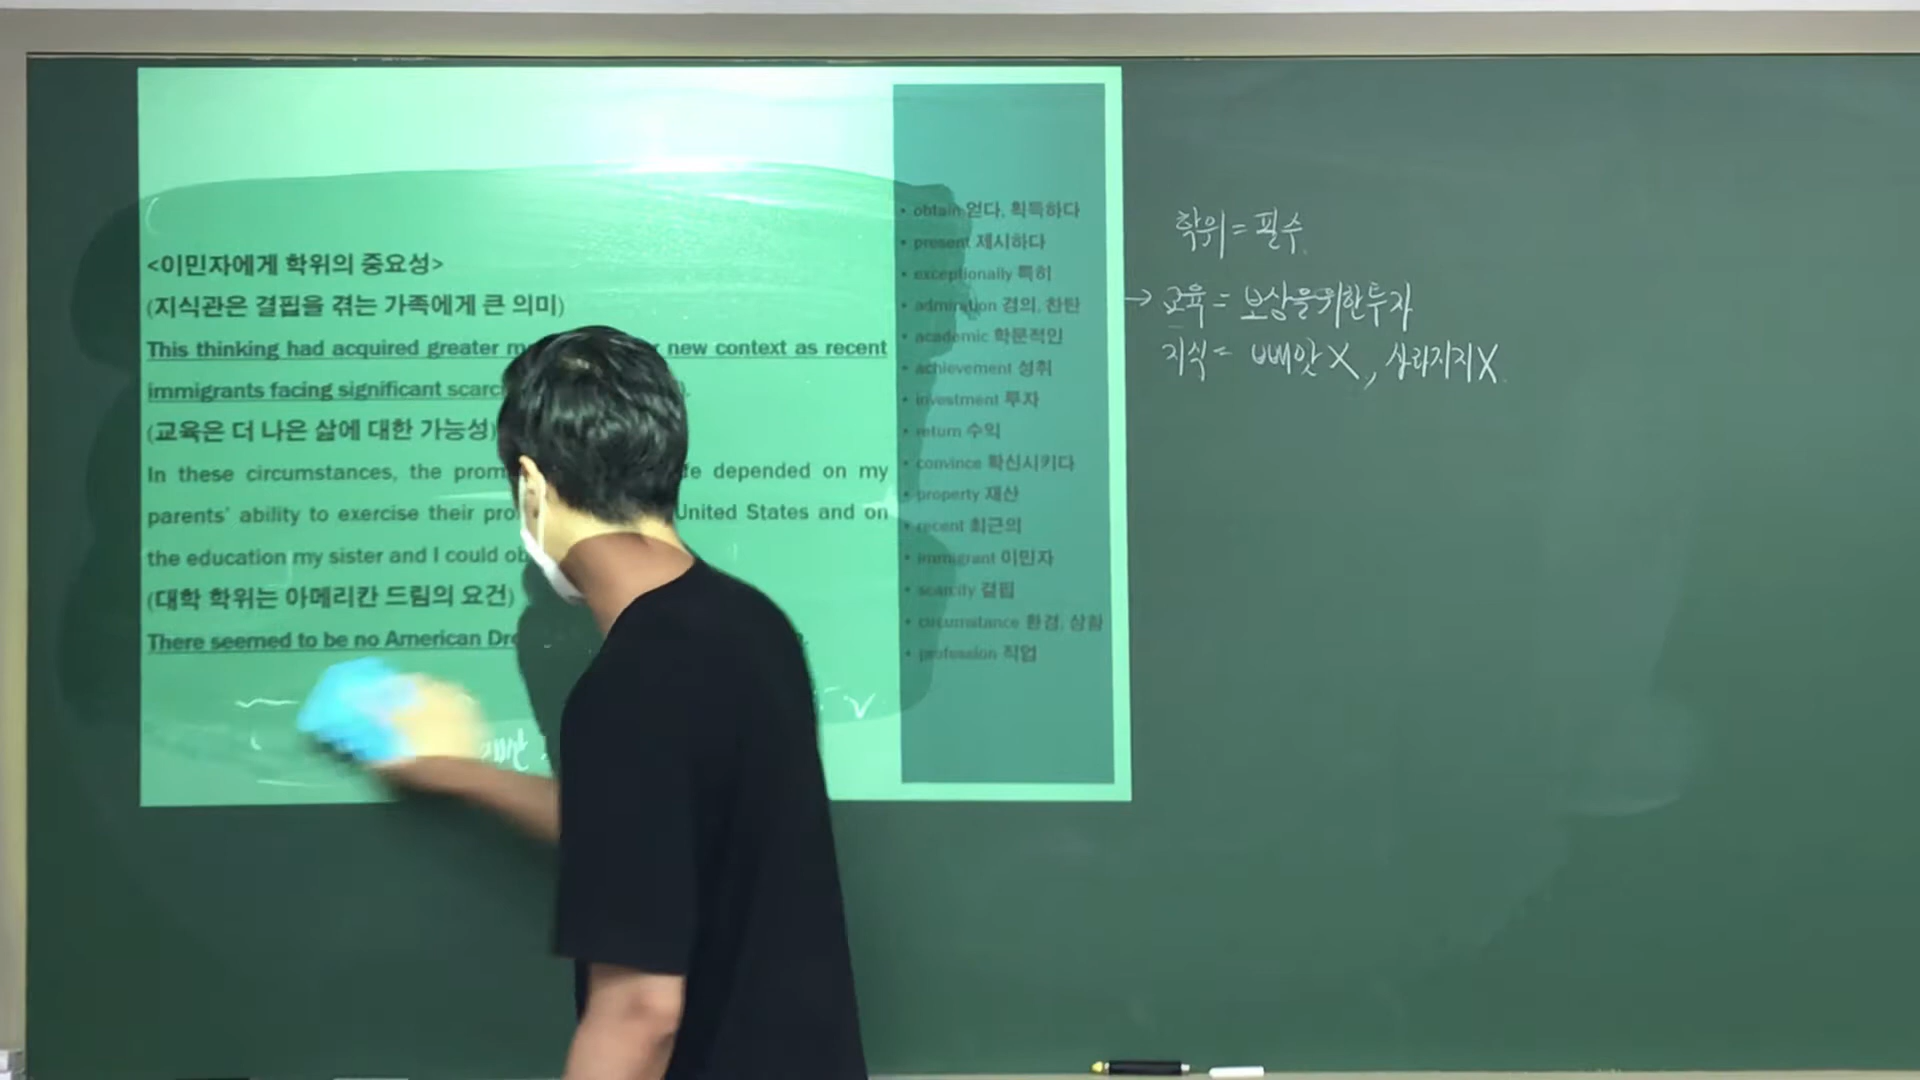 <이민자에게 학위의 중요성>
(지식관은 결핍을 겪는 가족에게 큰 의미)
This thinking had acquired greater new context as recent
immigrants facing significant
(교육은 더 나은 삶에 대한 가능성)
In these circumstances, the depended on my
parents' ability to exercise their United States and on
the education my sister and I could
(대학 학위는 아메리칸 드림의 요건)
There seemed to be no American
• obtain 얻다, 획득하다
• present 제시하다
• exceptionally 특히
• admiration 경의, 찬탄
• academic 학문적인
• achievement 성취
• investment 투자
• return 수익
• convince 확신시키다
• property 재산
• recent 최근의
• immigrant 이민자
• scarcity 결핍
• circumstance 환경, 상황
• profession 직업
학위 = 필수
→ 교육 = 보상을 위한 투자
지식 = 빼앗 X, 사라지지 X